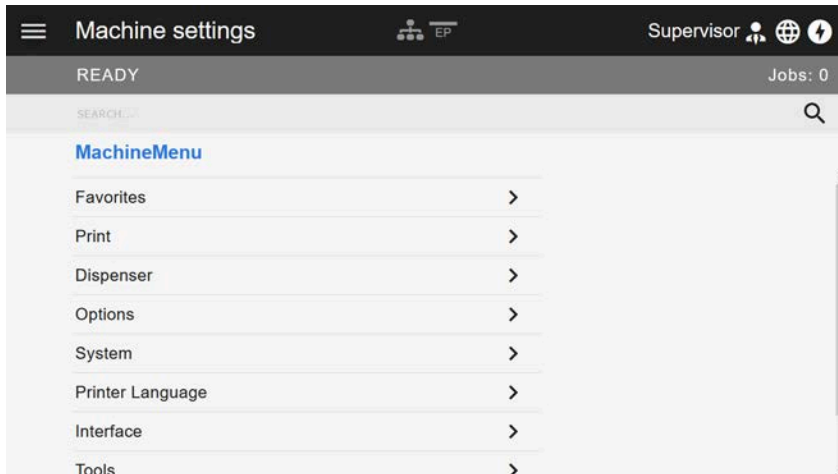 Machine settings EP Supervisor
READY Jobs: 0
SEARCH...
MachineMenu
Favorites
Print
Dispenser
Options
System
Printer Language
Interface
Tools